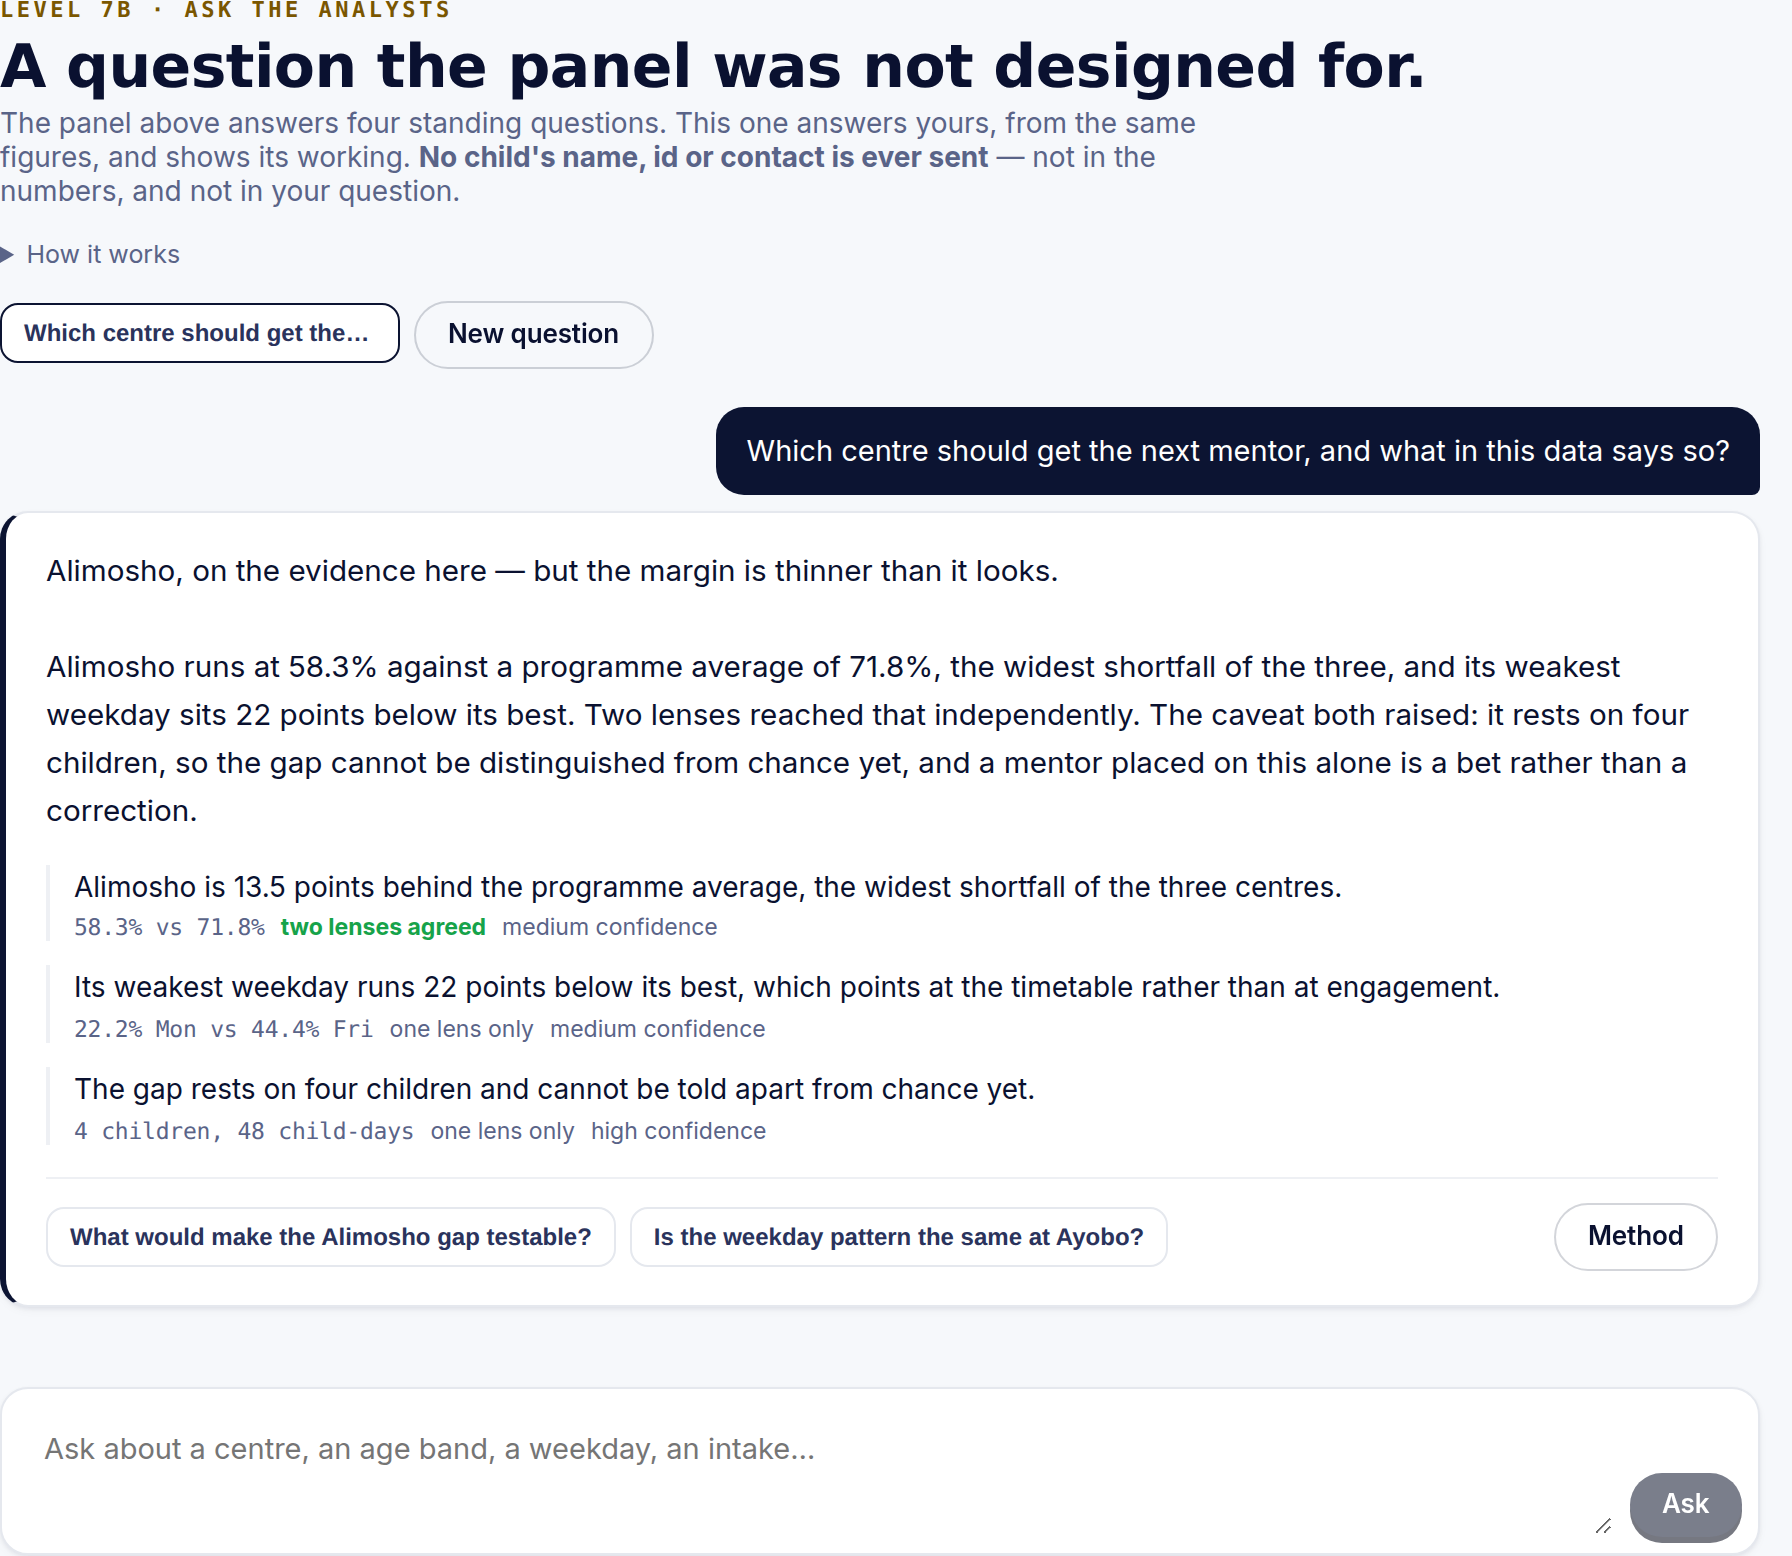 LEVEL 7B · ASK THE ANALYSTS
A question the panel was not designed for.
The panel above answers four standing questions. This one answers yours, from the same
figures, and shows its working. No child's name, id or contact is ever sent — not in the
numbers, and not in your question.
How it works
Which centre should get the…
New question
Which centre should get the next mentor, and what in this data says so?
Alimosho, on the evidence here — but the margin is thinner than it looks.
Alimosho runs at 58.3% against a programme average of 71.8%, the widest shortfall of the three, and its weakest
weekday sits 22 points below its best. Two lenses reached that independently. The caveat both raised: it rests on four
children, so the gap cannot be distinguished from chance yet, and a mentor placed on this alone is a bet rather than a
correction.
Alimosho is 13.5 points behind the programme average, the widest shortfall of the three centres.
58.3% vs 71.8% two lenses agreed medium confidence
Its weakest weekday runs 22 points below its best, which points at the timetable rather than at engagement.
22.2% Mon vs 44.4% Fri one lens only medium confidence
The gap rests on four children and cannot be told apart from chance yet.
4 children, 48 child-days one lens only high confidence
What would make the Alimosho gap testable?
Is the weekday pattern the same at Ayobo?
Method
Ask about a centre, an age band, a weekday, an intake...
Ask